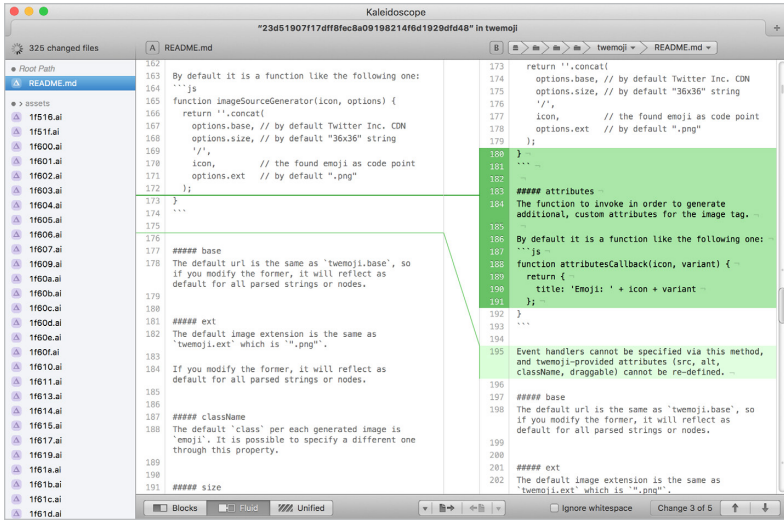 Kaleidoscope
"23d51907f17dff8fec8a09198214f6d1929dfd48" in twemoji
325 changed files
A README.md
B
twemoji
README.md
Root Path
README.md
assets
1f516.ai
1f51f.ai
1f600.ai
1f601.ai
1f602.ai
1f603.ai
1f604.ai
1f605.ai
1f606.ai
1f607.ai
1f609.ai
1f60a.ai
1f60b.ai
1f60c.ai
1f60d.ai
1f60e.ai
1f60f.ai
1f610.ai
1f611.ai
1f613.ai
1f614.ai
1f615.ai
1f617.ai
1f619.ai
1f61a.ai
1f61b.ai
1f61c.ai
1f61d.ai
162
163 By default it is a function like the following one:
164 ```js
165 function imageSourceGenerator(icon, options) {
166 return ''.concat(
167 options.base, // by default Twitter Inc. CDN
168 options.size, // by default "36x36" string
169 '/',
170 icon, // the found emoji as code point
171 options.ext // by default ".png"
172 );
173 }
174 ```
175
176
177 ##### base
178 The default url is the same as `twemoji.base`, so
if you modify the former, it will reflect as
default for all parsed strings or nodes.
179
180
181 ##### ext
182 The default image extension is the same as
`twemoji.ext` which is `".png"`.
183
184 If you modify the former, it will reflect as
default for all parsed strings or nodes.
185
186
187 ##### className
188 The default `class` per each generated image is
`emoji`. It is possible to specify a different one
through this property.
189
190
191 ##### size
173 return ''.concat(
174 options.base, // by default Twitter Inc. CDN
175 options.size, // by default "36x36" string
176 '/',
177 icon, // the found emoji as code point
178 options.ext // by default ".png"
179 );
180 } ¬
181 ``` ¬
182 ¬
183 ##### attributes ¬
184 The function to invoke in order to generate
additional, custom attributes for the image tag. ¬
185 ¬
186 By default it is a function like the following one: ¬
187 ```js ¬
188 function attributesCallback(icon, variant) { ¬
189 return { ¬
190 title: 'Emoji: ' + icon + variant ¬
191 }; ¬
192 }
193 ```
194
195 Event handlers cannot be specified via this method,
and twemoji-provided attributes (src, alt,
className, draggable) cannot be re-defined. ¬
196
197 ##### base
198 The default url is the same as `twemoji.base`, so
if you modify the former, it will reflect as
default for all parsed strings or nodes.
199
200
201 ##### ext
202 The default image extension is the same as
`twemoji.ext` which is `".png"`.
Blocks
Fluid
Unified
Ignore whitespace
Change 3 of 5